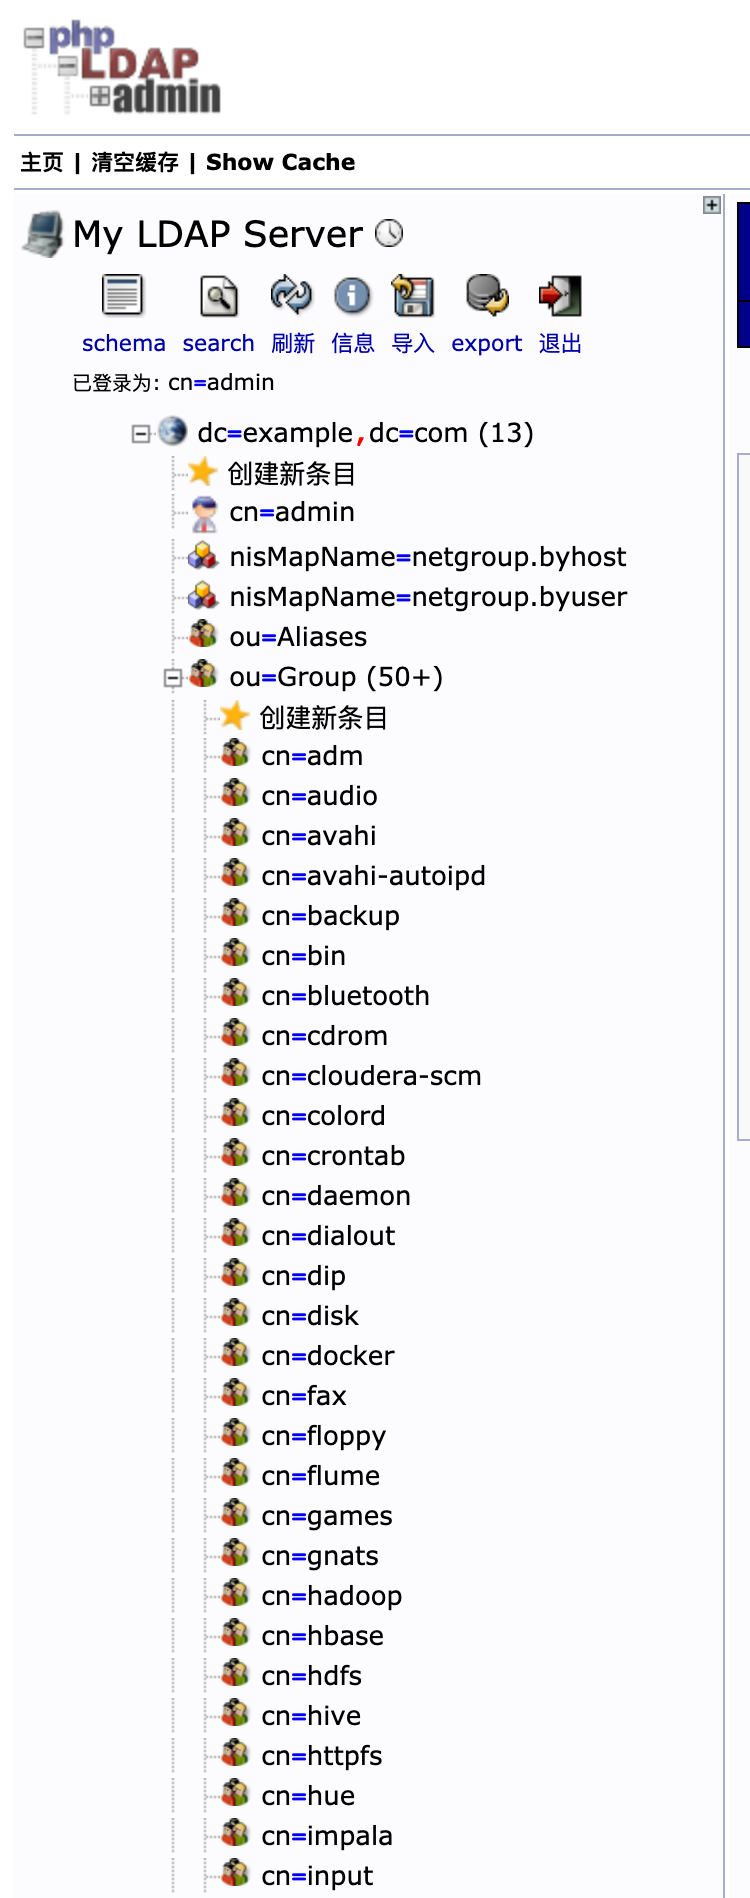 php
LDAP
admin
主页 | 清空缓存 | Show Cache
My LDAP Server
schema search 刷新 信息 导入 export 退出
已登录为: cn=admin
dc=example,dc=com (13)
创建新条目
cn=admin
nisMapName=netgroup.byhost
nisMapName=netgroup.byuser
ou=Aliases
ou=Group (50+)
创建新条目
cn=adm
cn=audio
cn=avahi
cn=avahi-autoipd
cn=backup
cn=bin
cn=bluetooth
cn=cdrom
cn=cloudera-scm
cn=colord
cn=crontab
cn=daemon
cn=dialout
cn=dip
cn=disk
cn=docker
cn=fax
cn=floppy
cn=flume
cn=games
cn=gnats
cn=hadoop
cn=hbase
cn=hdfs
cn=hive
cn=httpfs
cn=hue
cn=impala
cn=input